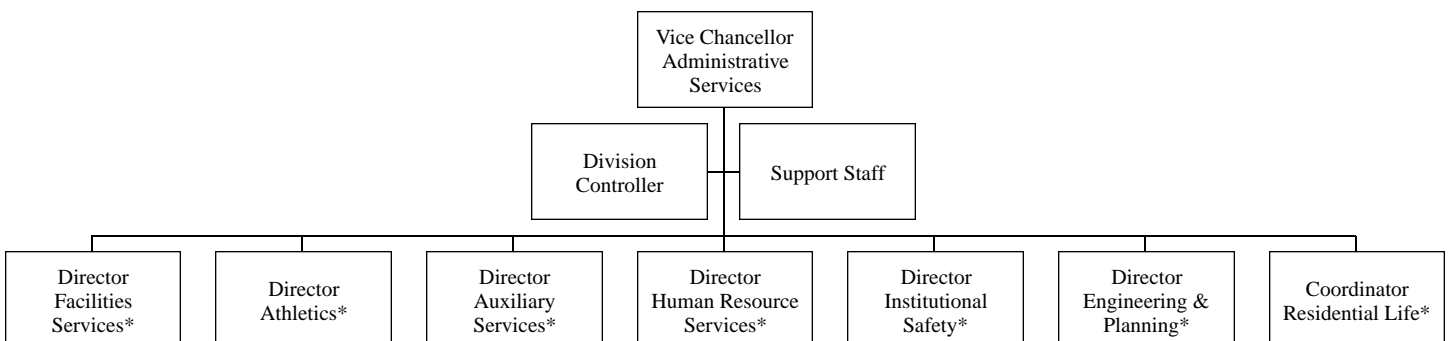 Vice Chancellor
Administrative
Services
Division
Controller
Support Staff
Director
Facilities
Services*
Director
Athletics*
Director
Auxiliary
Services*
Director
Human Resource
Services*
Director
Institutional
Safety*
Director
Engineering &
Planning*
Coordinator
Residential Life*